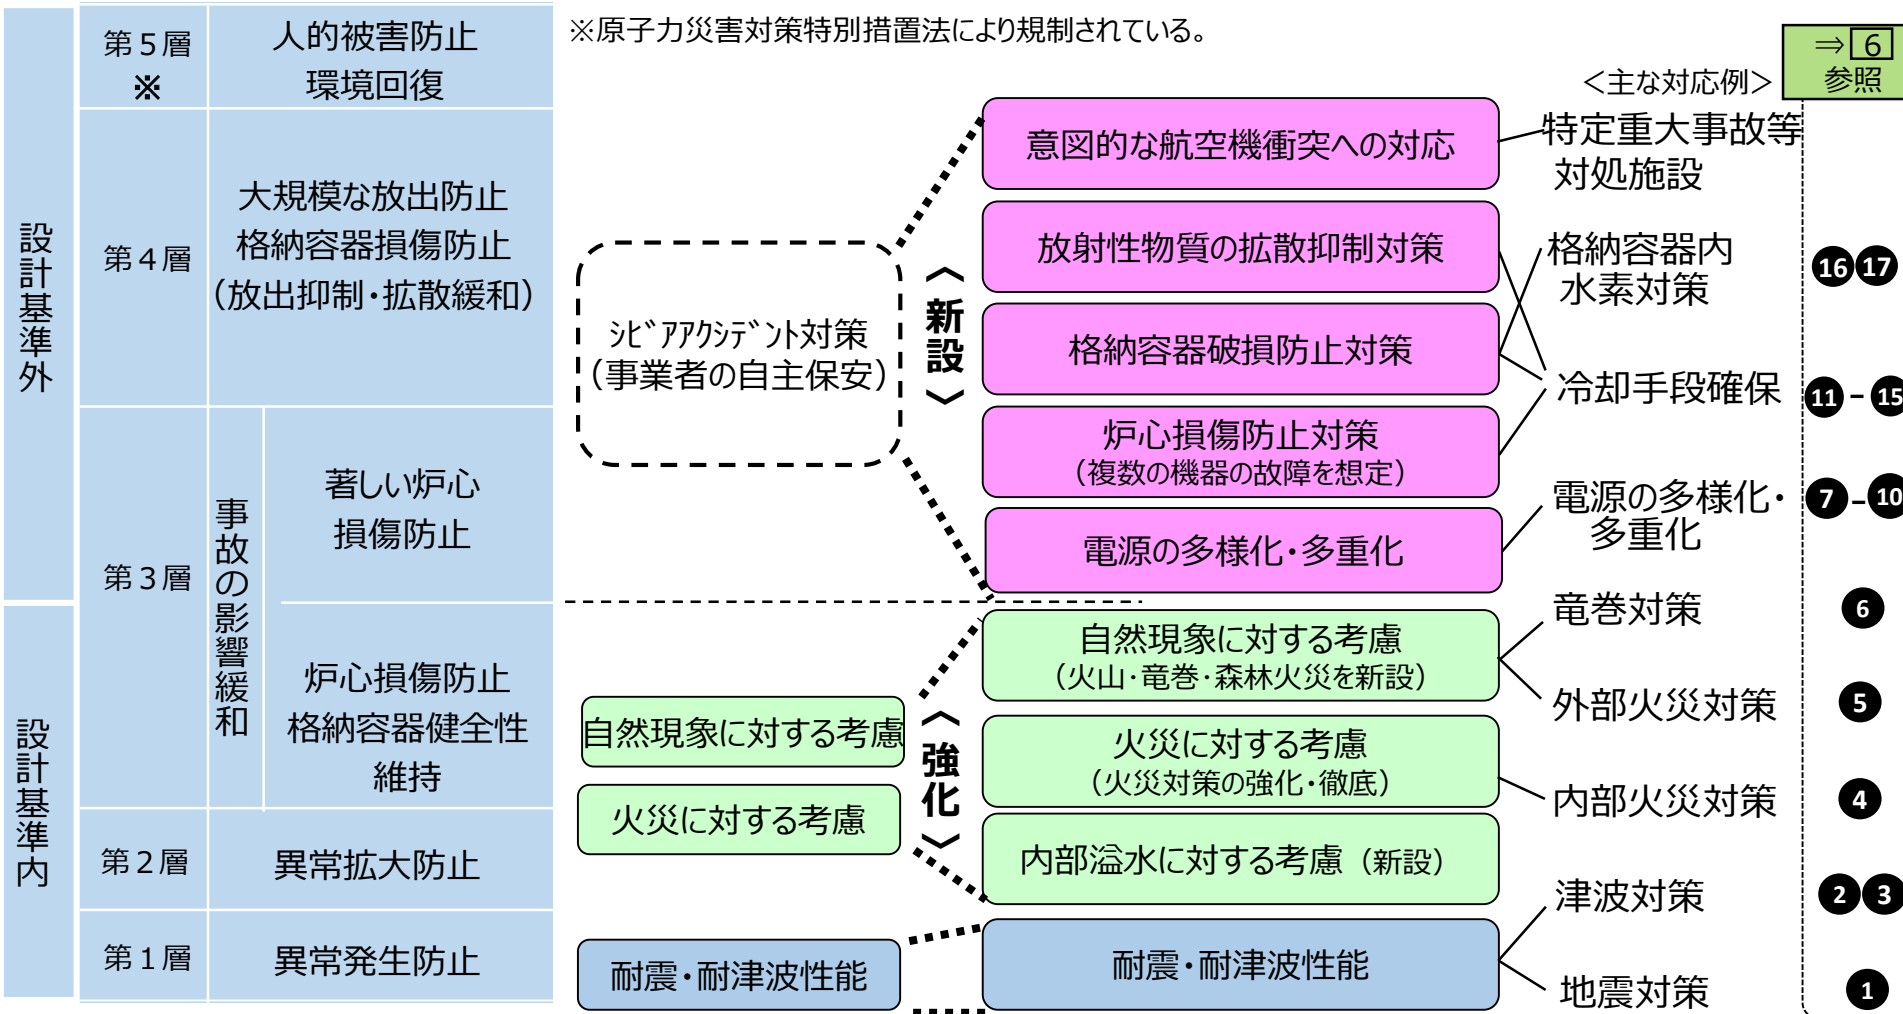 ※原子力災害対策特別措置法により規制されている。
⇒6
参照
<主な対応例>
設計基準外
設計基準内
第5層
※
人的被害防止
環境回復
第4層
大規模な放出防止
格納容器損傷防止
(放出抑制・拡散緩和)
第3層
事故の影響緩和
著しい炉心
損傷防止
炉心損傷防止
格納容器健全性
維持
第2層
異常拡大防止
第1層
異常発生防止
ｼﾋﾞｱｱｸｼﾃﾞﾝﾄ対策
(事業者の自主保安)
自然現象に対する考慮
火災に対する考慮
耐震・耐津波性能
〈新設〉
〈強化〉
意図的な航空機衝突への対応
放射性物質の拡散抑制対策
格納容器破損防止対策
炉心損傷防止対策
(複数の機器の故障を想定)
電源の多様化・多重化
自然現象に対する考慮
(火山・竜巻・森林火災を新設)
火災に対する考慮
(火災対策の強化・徹底)
内部溢水に対する考慮(新設)
耐震・耐津波性能
特定重大事故等
対処施設
格納容器内
水素対策
16 17
冷却手段確保
11 - 15
電源の多様化・
多重化
7 - 10
竜巻対策
6
外部火災対策
5
内部火災対策
4
津波対策
2 3
地震対策
1